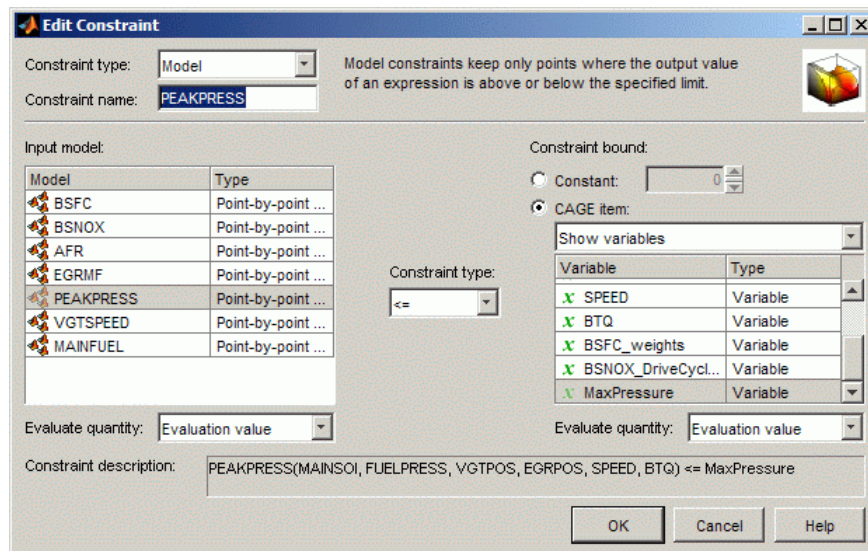 Edit Constraint
Constraint type: Model
Model constraints keep only points where the output value of an expression is above or below the specified limit.
Constraint name: PEAKPRESS
Input model:
Model Type
BSFC Point-by-point ...
BSNOX Point-by-point ...
AFR Point-by-point ...
EGRMF Point-by-point ...
PEAKPRESS Point-by-point ...
VGTSPEED Point-by-point ...
MAINFUEL Point-by-point ...
Evaluate quantity: Evaluation value
Constraint type:
<=
Constraint bound:
Constant: 0
CAGE item:
Show variables
Variable Type
SPEED Variable
BTQ Variable
BSFC_weights Variable
BSNOX_DriveCycl... Variable
MaxPressure Variable
Evaluate quantity: Evaluation value
Constraint description: PEAKPRESS(MAINSOI, FUELPRESS, VGTPOS, EGRPOS, SPEED, BTQ) <= MaxPressure
OK Cancel Help